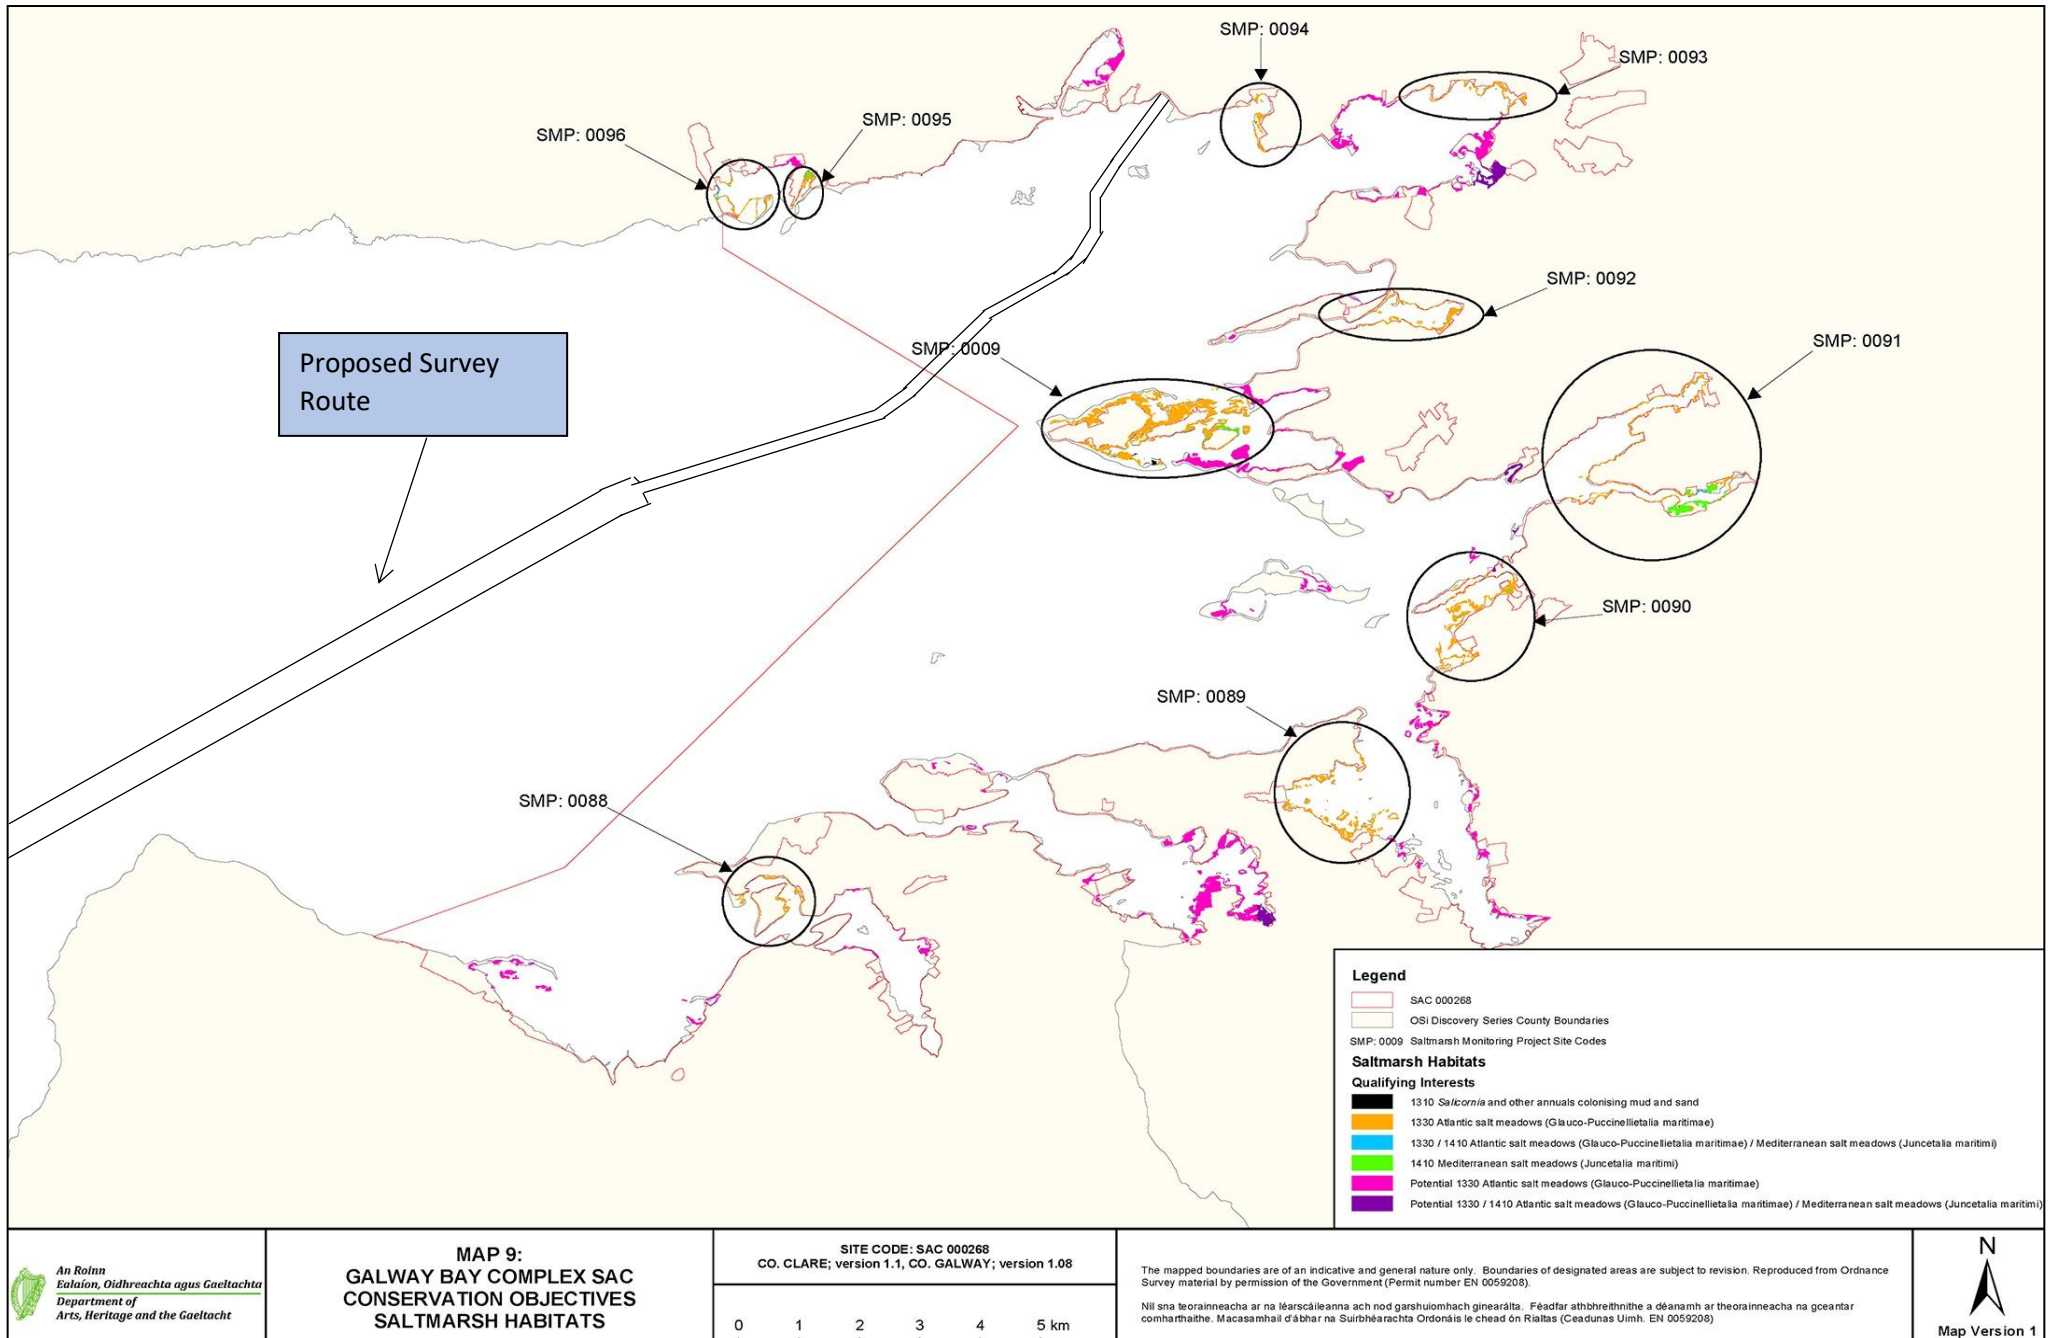 SMP: 0094
SMP: 0093
SMP: 0095
SMP: 0096
SMP: 0092
SMP: 0009
SMP: 0091
Proposed Survey
Route
SMP: 0090
SMP: 0089
SMP: 0088
Legend
SAC 000268
OSi Discovery Series County Boundaries
SMP: 0009 Saltmarsh Monitoring Project Site Codes
Saltmarsh Habitats
Qualifying Interests
1310 Salicornia and other annuals colonising mud and sand
1330 Atlantic salt meadows (Glauco-Puccinellietalia maritimae)
1330 / 1410 Atlantic salt meadows (Glauco-Puccinellietalia maritimae) / Mediterranean salt meadows (Juncetalia maritimi)
1410 Mediterranean salt meadows (Juncetalia maritimi)
Potential 1330 Atlantic salt meadows (Glauco-Puccinellietalia maritimae)
Potential 1330 / 1410 Atlantic salt meadows (Glauco-Puccinellietalia maritimae) / Mediterranean salt meadows (Juncetalia maritimi)
An Roinn
Ealaíon, Oidhreachta agus Gaeltachta
Department of
Arts, Heritage and the Gaeltacht
MAP 9:
GALWAY BAY COMPLEX SAC
CONSERVATION OBJECTIVES
SALTMARSH HABITATS
SITE CODE: SAC 000268
CO. CLARE; version 1.1, CO. GALWAY; version 1.08
0 1 2 3 4 5 km
The mapped boundaries are of an indicative and general nature only. Boundaries of designated areas are subject to revision. Reproduced from Ordnance
Survey material by permission of the Government (Permit number EN 0059208).
Níl sna teorainneacha ar na léarscáileanna ach nod garshuiomhach ginearálta. Féadfar athbhreithnithe a déanamh ar theorainneacha na gceantar
comharthaithe. Macasamhail d'ábhar na Suirbhéarachta Ordonáis le chead ón Rialtas (Ceadunas Uimh. EN 0059208)
N
Map Version 1